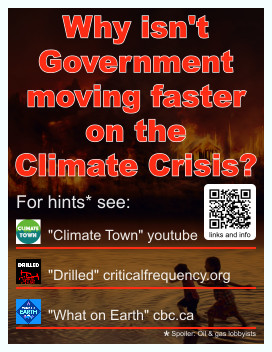 Why isn't
Government
moving faster
on the
Climate Crisis?
For hints* see:
links and info
CLIMATE
TOWN
"Climate Town" youtube
DRILLED
"Drilled" criticalfrequency.org
WHAT ON
EARTH
"What on Earth" cbc.ca
* Spoiler: Oil & gas lobbyists